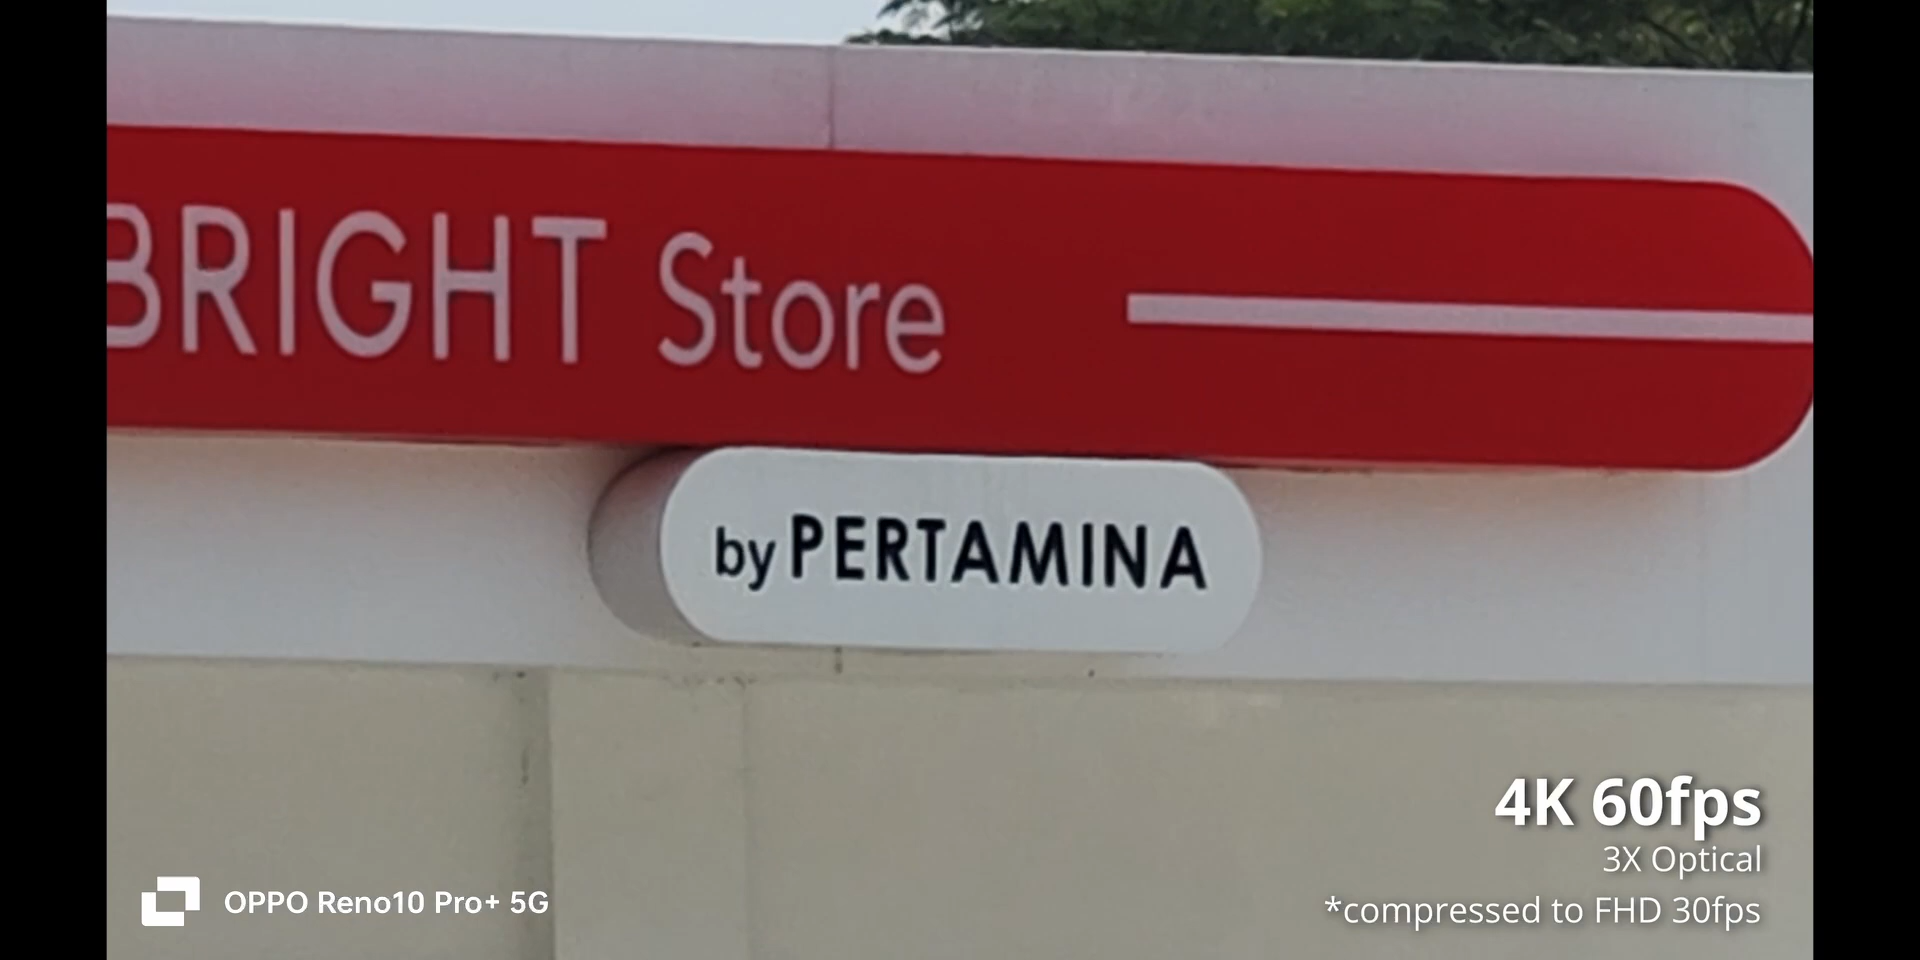 BRIGHT Store
by PERTAMINA
4K 60fps
3X Optical
*compressed to FHD 30fps
OPPO Reno10 Pro+ 5G